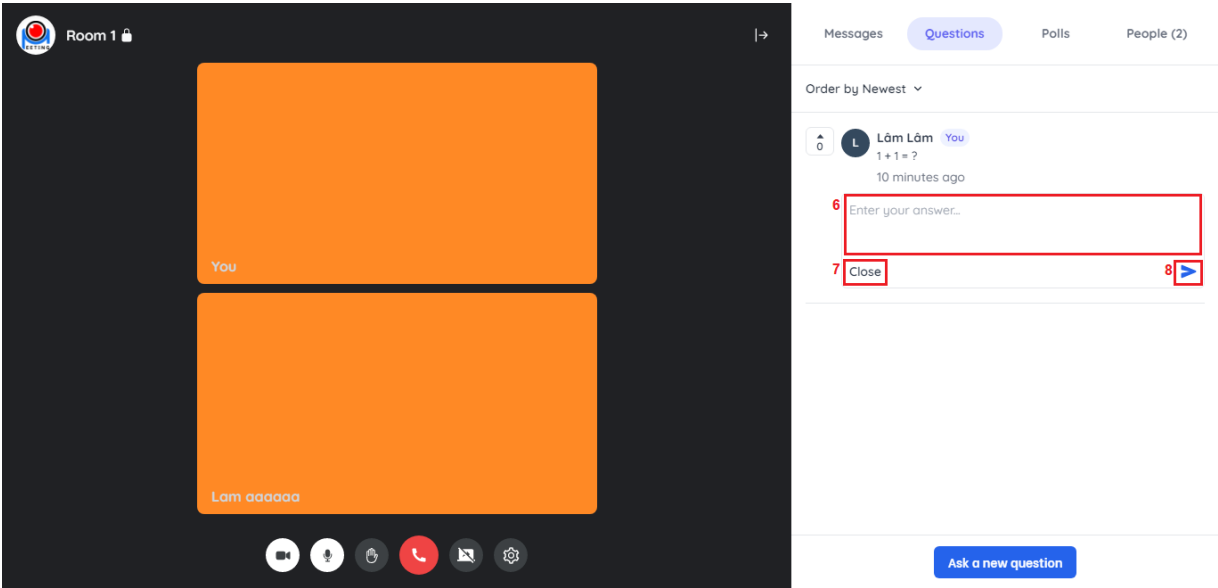 EETING
Room 1
You
Lam aaaaaa
Messages
Questions
Polls
People (2)
Order by Newest
0
L
Lâm Lâm
You
1 + 1 = ?
10 minutes ago
6
Enter your answer...
7
Close
8
Ask a new question